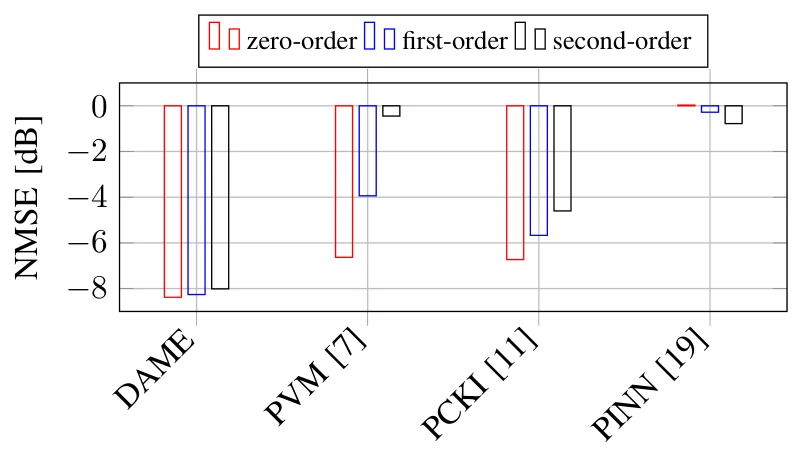 zero-order first-order second-order
NMSE [dB]
0
−2
−4
−6
−8
DAME
PVM [7]
PCKI [11]
PINN [19]